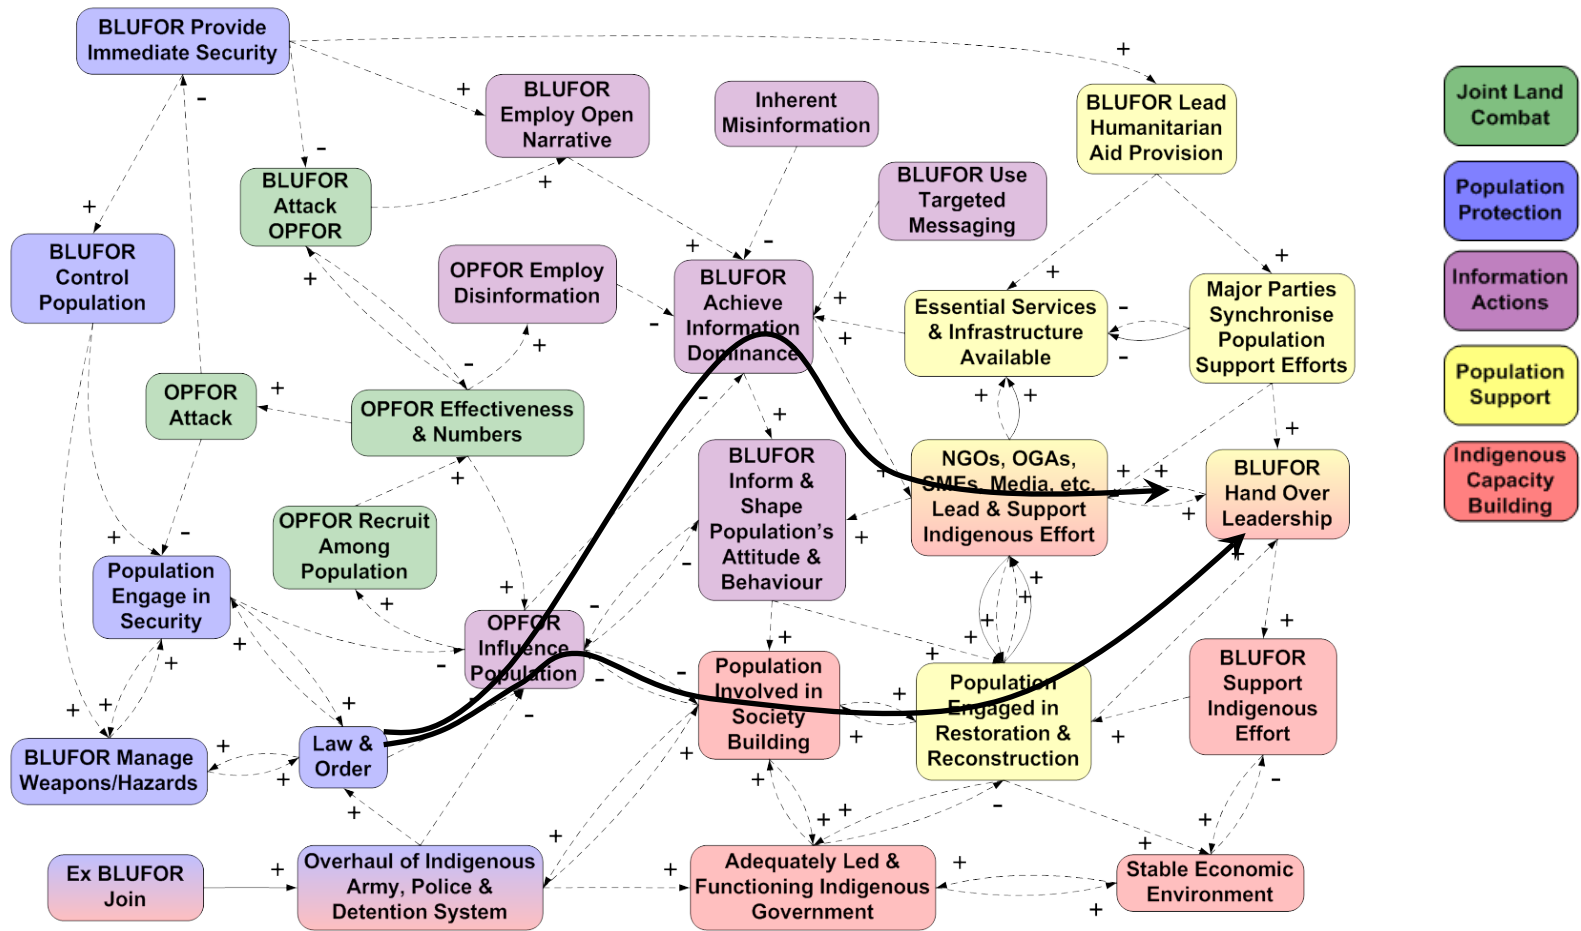 BLUFOR Provide
Immediate Security
BLUFOR
Employ Open
Narrative
Inherent
Misinformation
BLUFOR Lead
Humanitarian
Aid Provision
Joint Land
Combat
BLUFOR
Attack
OPFOR
BLUFOR Use
Targeted
Messaging
Population
Protection
BLUFOR
Control
Population
OPFOR Employ
Disinformation
BLUFOR
Achieve
Information
Dominance
Essential Services
& Infrastructure
Available
Major Parties
Synchronise
Population
Support Efforts
Information
Actions
OPFOR
Attack
OPFOR Effectiveness
& Numbers
Population
Support
BLUFOR
Inform &
Shape
Population's
Attitude &
Behaviour
NGOs, OGAs,
SMEs, Media, etc.
Lead & Support
Indigenous Effort
BLUFOR
Hand Over
Leadership
Indigenous
Capacity
Building
OPFOR Recruit
Among
Population
Population
Engage in
Security
OPFOR
Influence
Population
Population
Involved in
Society
Building
Population
Engaged in
Restoration &
Reconstruction
BLUFOR
Support
Indigenous
Effort
BLUFOR Manage
Weapons/Hazards
Law &
Order
Ex BLUFOR
Join
Overhaul of Indigenous
Army, Police &
Detention System
Adequately Led &
Functioning Indigenous
Government
Stable Economic
Environment